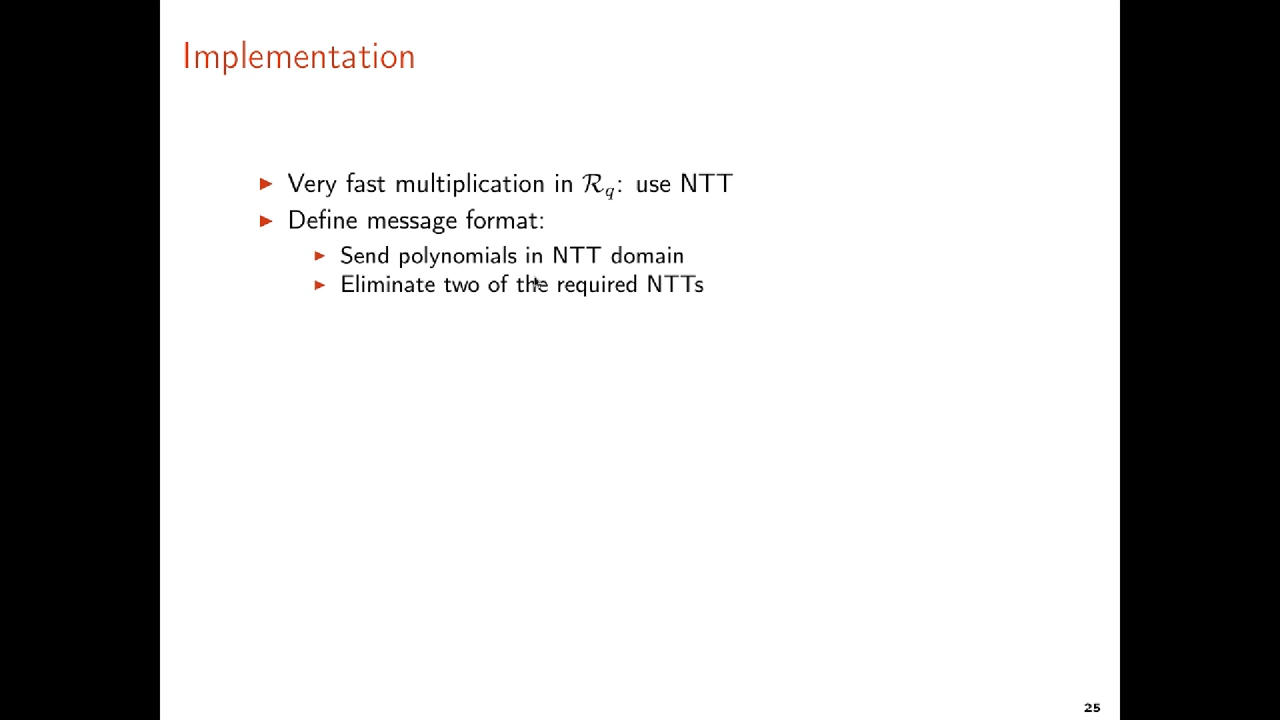 Implementation
▶ Very fast multiplication in 𝓡q: use NTT
▶ Define message format:
▶ Send polynomials in NTT domain
▶ Eliminate two of the required NTTs
25